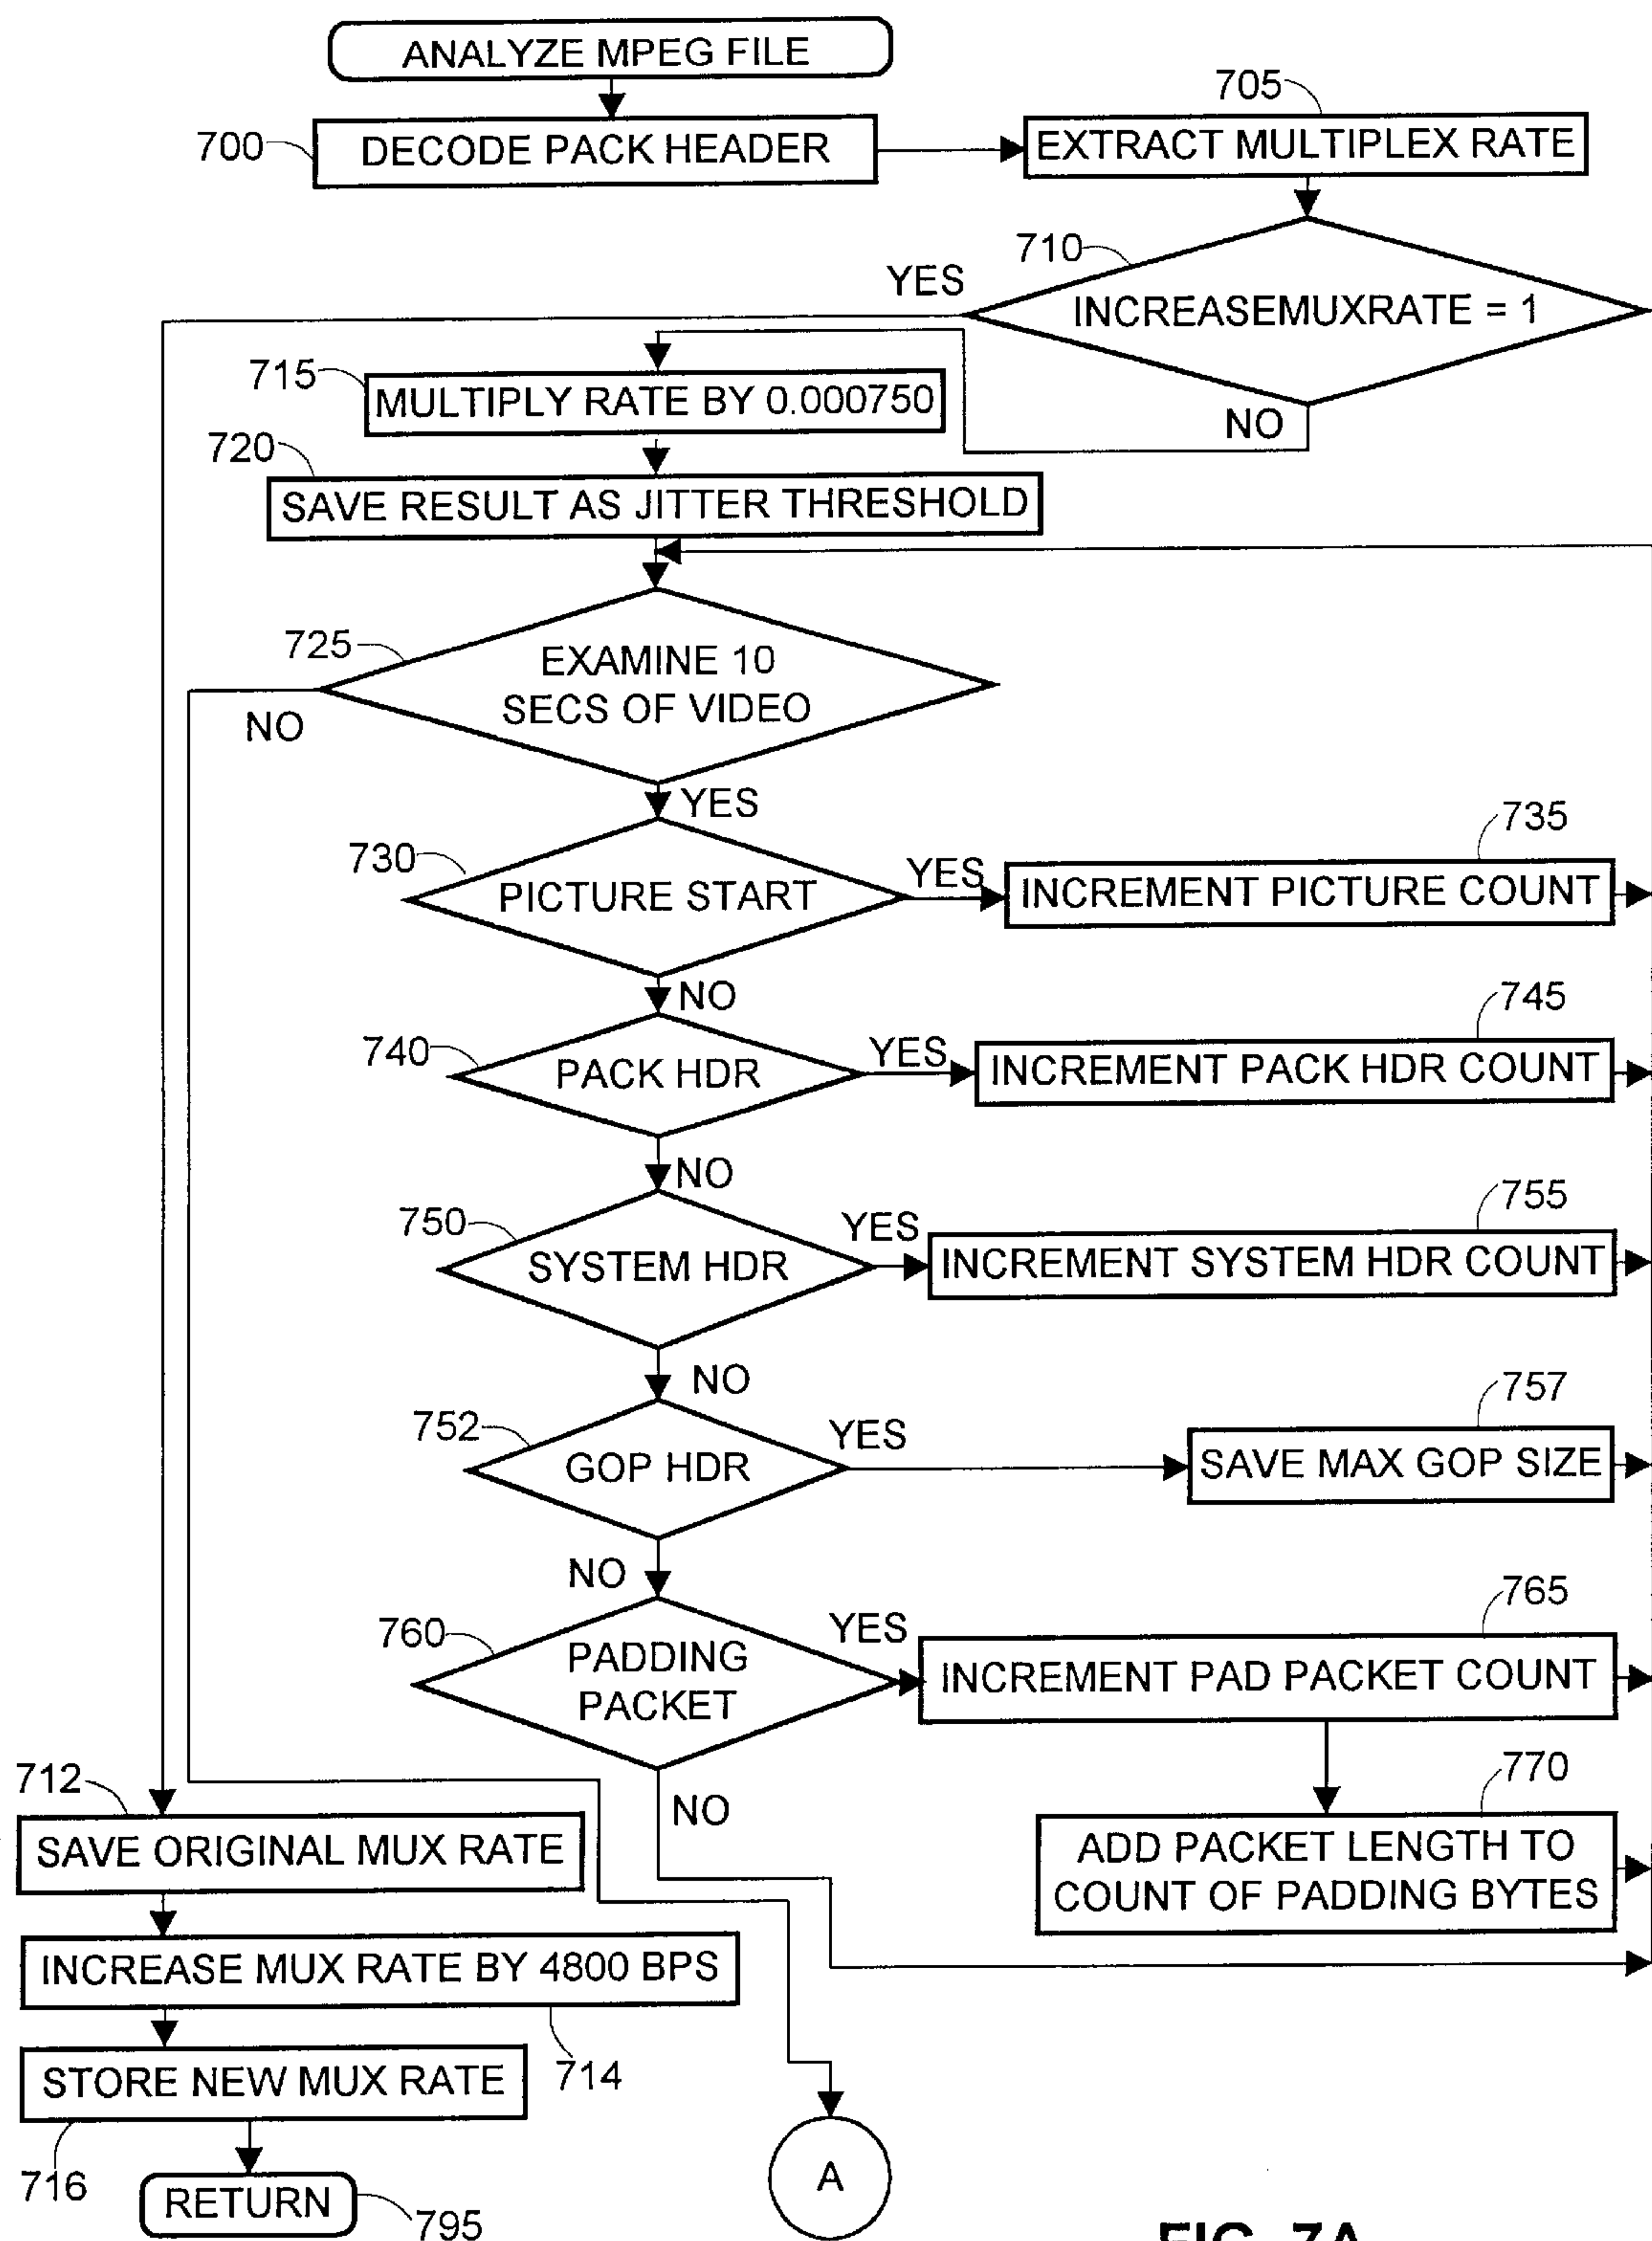 ANALYZE MPEG FILE
700
DECODE PACK HEADER
705
EXTRACT MULTIPLEX RATE
710
INCREASEMUXRATE = 1
YES
NO
715
MULTIPLY RATE BY 0.000750
720
SAVE RESULT AS JITTER THRESHOLD
725
EXAMINE 10
SECS OF VIDEO
NO
YES
730
PICTURE START
YES
735
INCREMENT PICTURE COUNT
NO
740
PACK HDR
YES
745
INCREMENT PACK HDR COUNT
NO
750
SYSTEM HDR
YES
755
INCREMENT SYSTEM HDR COUNT
NO
752
GOP HDR
YES
757
SAVE MAX GOP SIZE
NO
760
PADDING
PACKET
YES
765
INCREMENT PAD PACKET COUNT
NO
770
ADD PACKET LENGTH TO
COUNT OF PADDING BYTES
712
SAVE ORIGINAL MUX RATE
INCREASE MUX RATE BY 4800 BPS
714
STORE NEW MUX RATE
716
RETURN
795
A
FIG. 7A